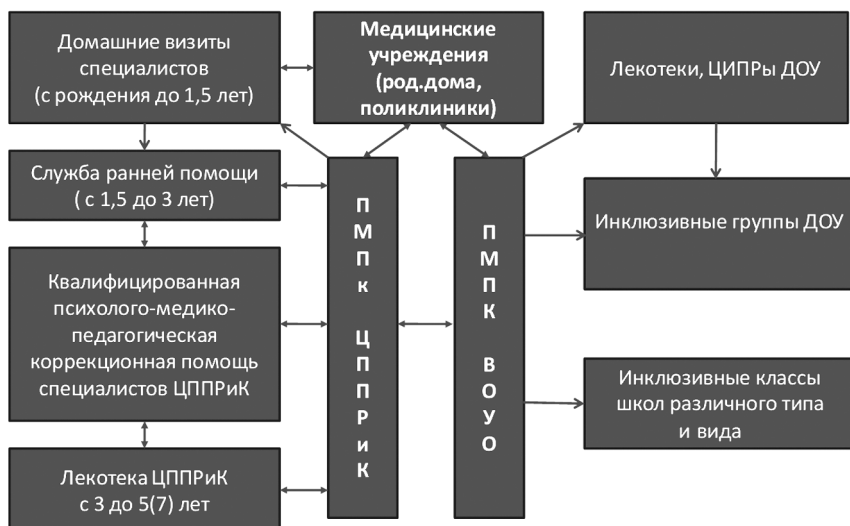 Домашние визиты
специалистов
(с рождения до 1,5 лет)
Медицинские
учреждения
(род.дома,
поликлиники)
Лекотеки, ЦИПРы ДОУ
Служба ранней помощи
( с 1,5 до 3 лет)
Квалифицированная
психолого-медико-
педагогическая
коррекционная помощь
специалистов ЦППРиК
Лекотека ЦППРиК
с 3 до 5(7) лет
П
М
П
к
Ц
П
П
Р
и
К
П
М
П
К
В
О
У
О
Инклюзивные группы ДОУ
Инклюзивные классы
школ различного типа
и вида